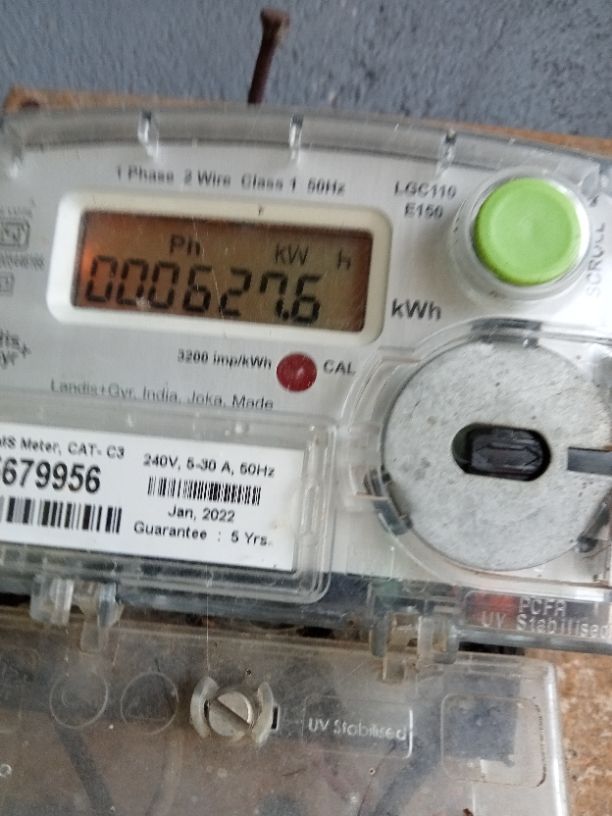 1 Phase 2 Wire Class 1 50Hz
LGC110
E150
SCROLL
Ph kW h
000627.6
kWh
3200 imp/kWh
CAL
Landis+Gyr, India, Joka, Made
Meter, CAT- C3
679956
240V, 5-30 A, 50Hz
Jan, 2022
Guarantee : 5 Yrs.
UV Stabilised
UV Stabilised